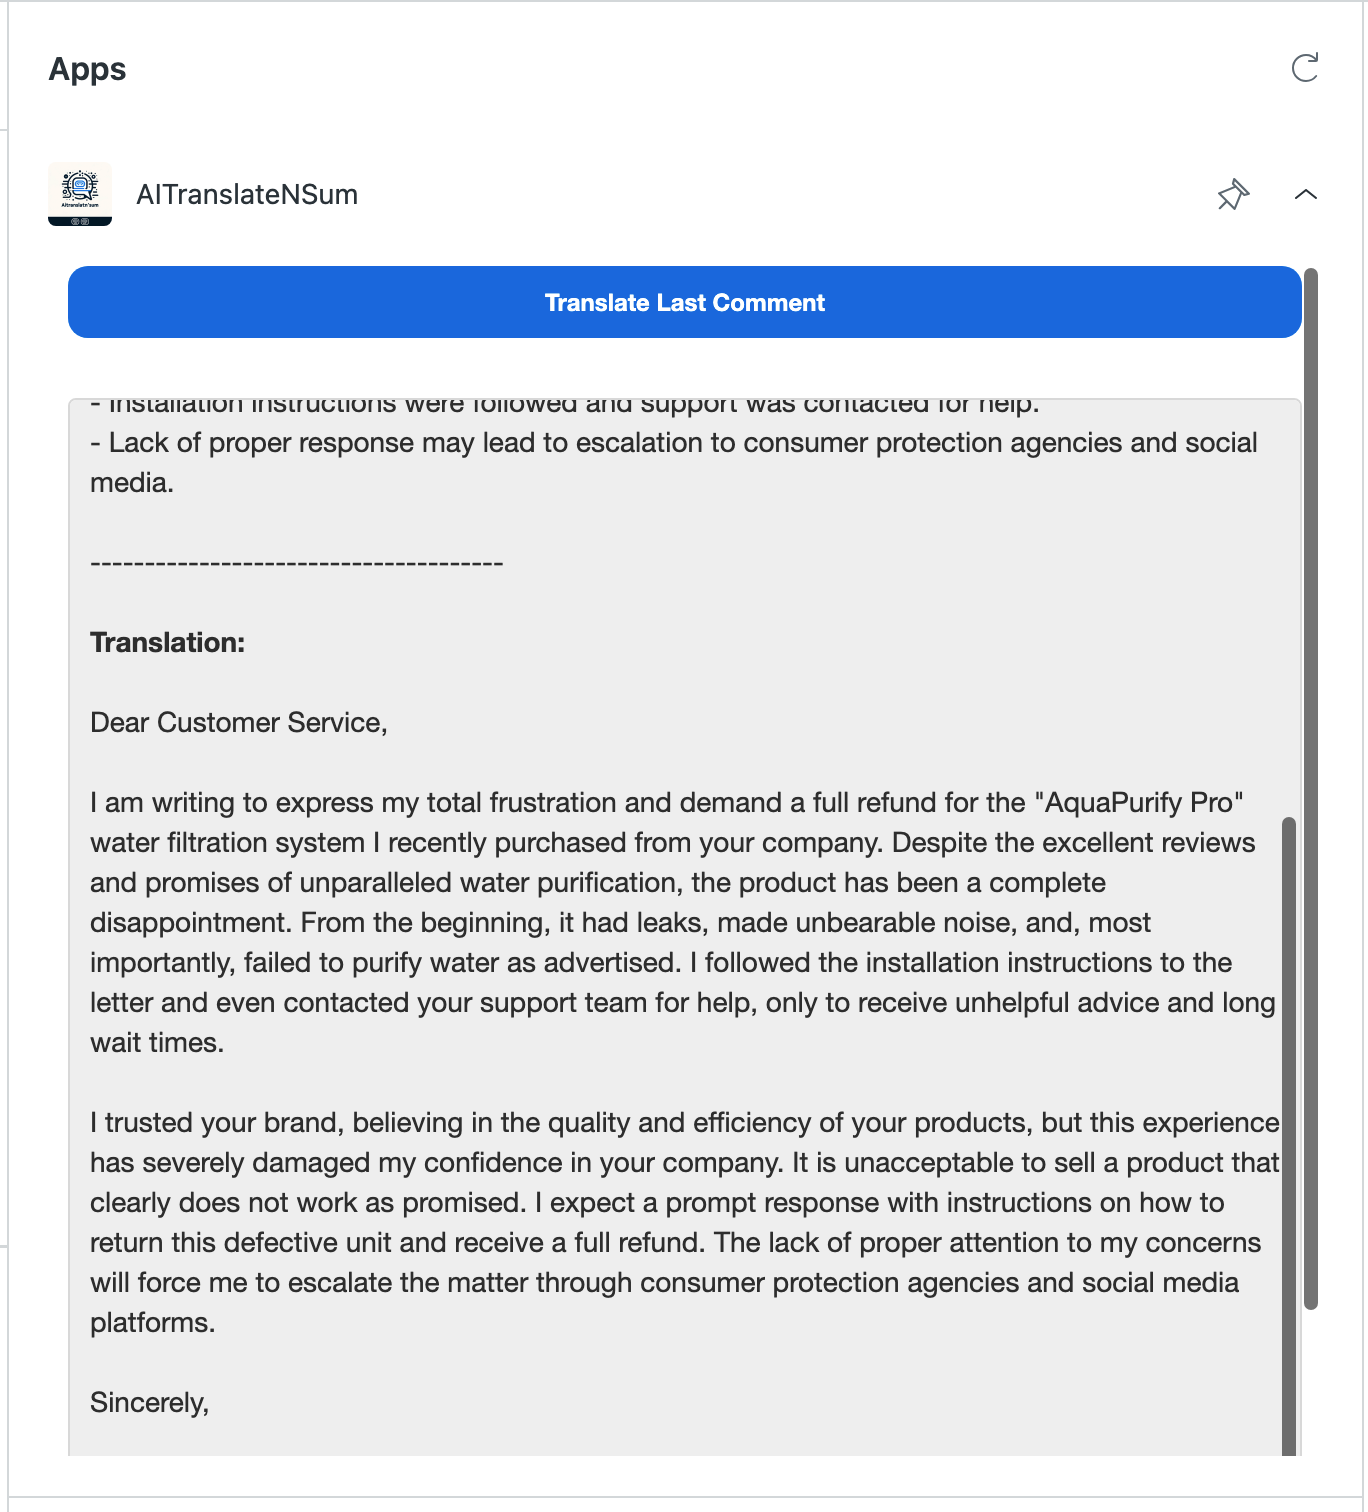 Apps
AITranslateNSum
Translate Last Comment
- Installation instructions were followed and support was contacted for help.
- Lack of proper response may lead to escalation to consumer protection agencies and social
media.
--------------------------------------
Translation:
Dear Customer Service,
I am writing to express my total frustration and demand a full refund for the "AquaPurify Pro"
water filtration system I recently purchased from your company. Despite the excellent reviews
and promises of unparalleled water purification, the product has been a complete
disappointment. From the beginning, it had leaks, made unbearable noise, and, most
importantly, failed to purify water as advertised. I followed the installation instructions to the
letter and even contacted your support team for help, only to receive unhelpful advice and long
wait times.
I trusted your brand, believing in the quality and efficiency of your products, but this experience
has severely damaged my confidence in your company. It is unacceptable to sell a product that
clearly does not work as promised. I expect a prompt response with instructions on how to
return this defective unit and receive a full refund. The lack of proper attention to my concerns
will force me to escalate the matter through consumer protection agencies and social media
platforms.
Sincerely,